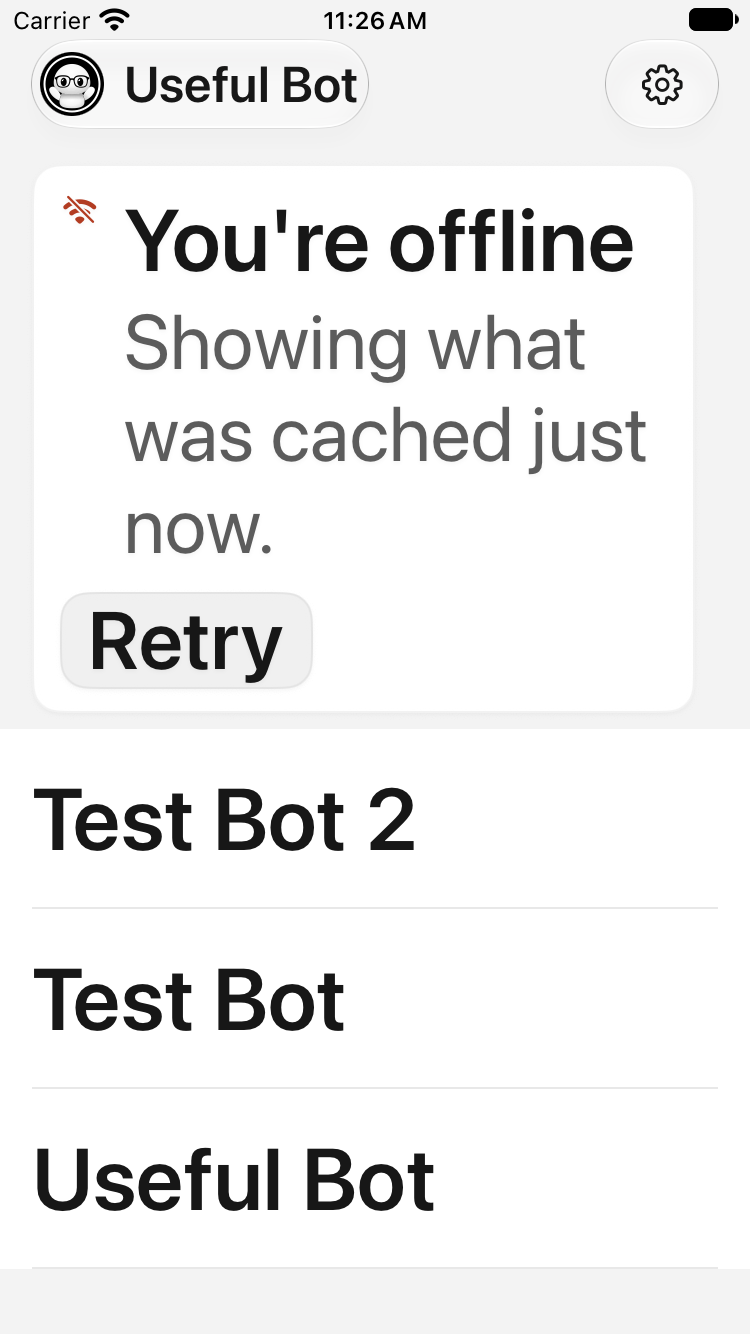 Carrier 11:26 AM
Useful Bot
You're offline
Showing what
was cached just
now.
Retry
Test Bot 2
Test Bot
Useful Bot